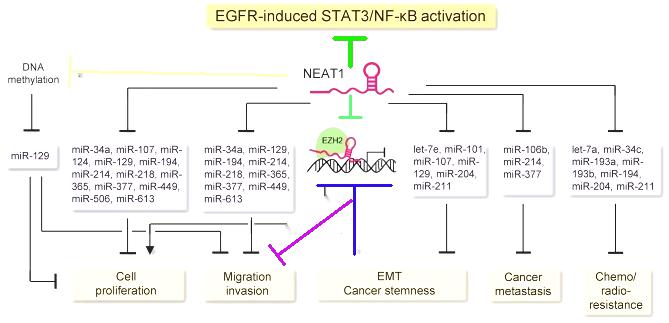 EGFR-induced STAT3/NF-κB activation
DNA
methylation
NEAT1
EZH2
miR-129
miR-34a, miR-107, miR-
124, miR-129, miR-194,
miR-214, miR-218, miR-
365, miR-377, miR-449,
miR-506, miR-613
miR-34a, miR-129,
miR-194, miR-214,
miR-218, miR-365,
miR-377, miR-449,
miR-613
let-7e, miR-101,
miR-107, miR-
129, miR-204,
miR-211
miR-106b,
miR-214,
miR-377
let-7a, miR-34c,
miR-193a, miR-
193b, miR-194,
miR-204, miR-211
Cell
proliferation
Migration
invasion
EMT
Cancer stemness
Cancer
metastasis
Chemo/
radio-
resistance